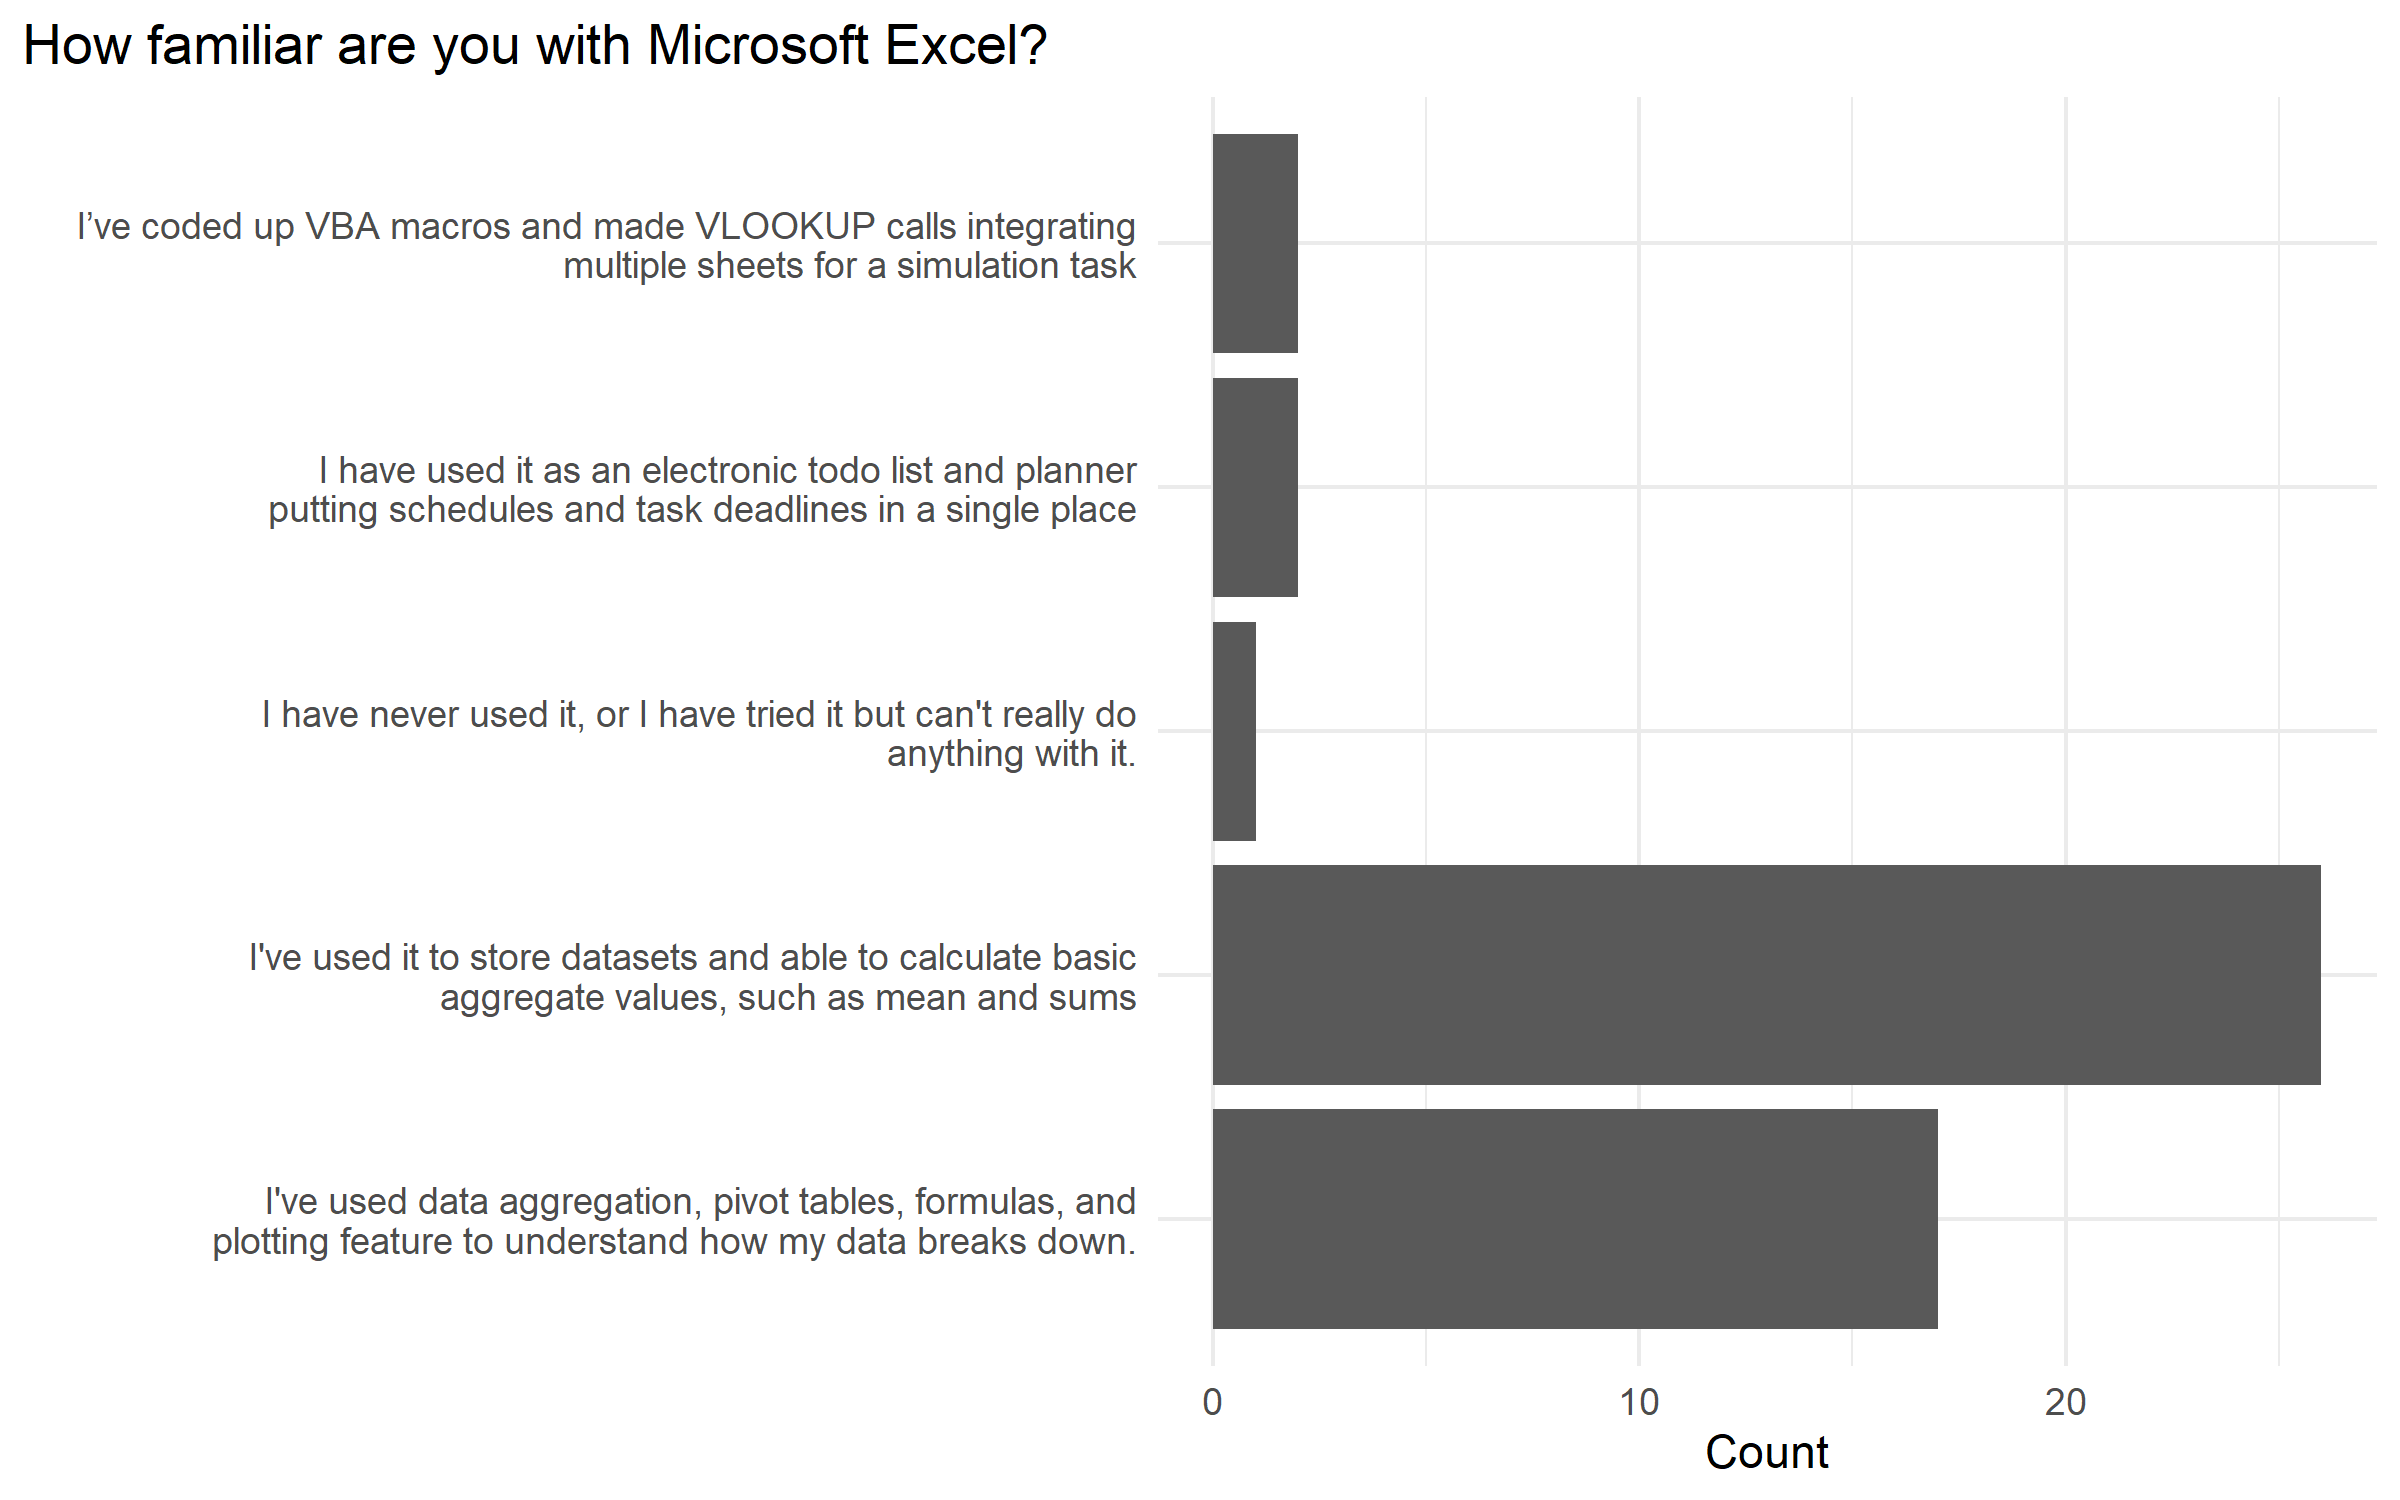 How familiar are you with Microsoft Excel?
I’ve coded up VBA macros and made VLOOKUP calls integrating
multiple sheets for a simulation task
I have used it as an electronic todo list and planner
putting schedules and task deadlines in a single place
I have never used it, or I have tried it but can't really do
anything with it.
I've used it to store datasets and able to calculate basic
aggregate values, such as mean and sums
I've used data aggregation, pivot tables, formulas, and
plotting feature to understand how my data breaks down.
0 10 20
Count